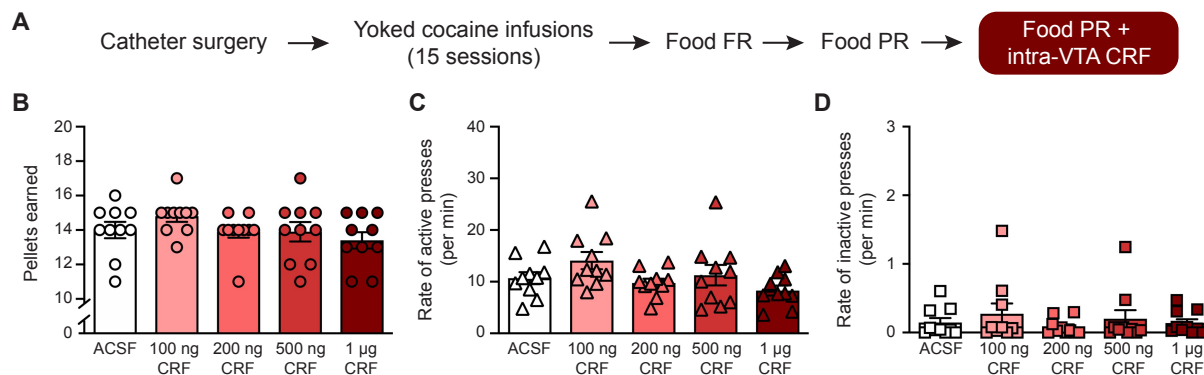 A
Catheter surgery
Yoked cocaine infusions
(15 sessions)
Food FR
Food PR
Food PR +
intra-VTA CRF
B
Pellets earned
20
18
16
14
12
10
0
ACSF
100 ng
CRF
200 ng
CRF
500 ng
CRF
1 µg
CRF
C
Rate of active presses
(per min)
40
30
20
10
0
ACSF
100 ng
CRF
200 ng
CRF
500 ng
CRF
1 µg
CRF
D
Rate of inactive presses
(per min)
3
2
1
0
ACSF
100 ng
CRF
200 ng
CRF
500 ng
CRF
1 µg
CRF